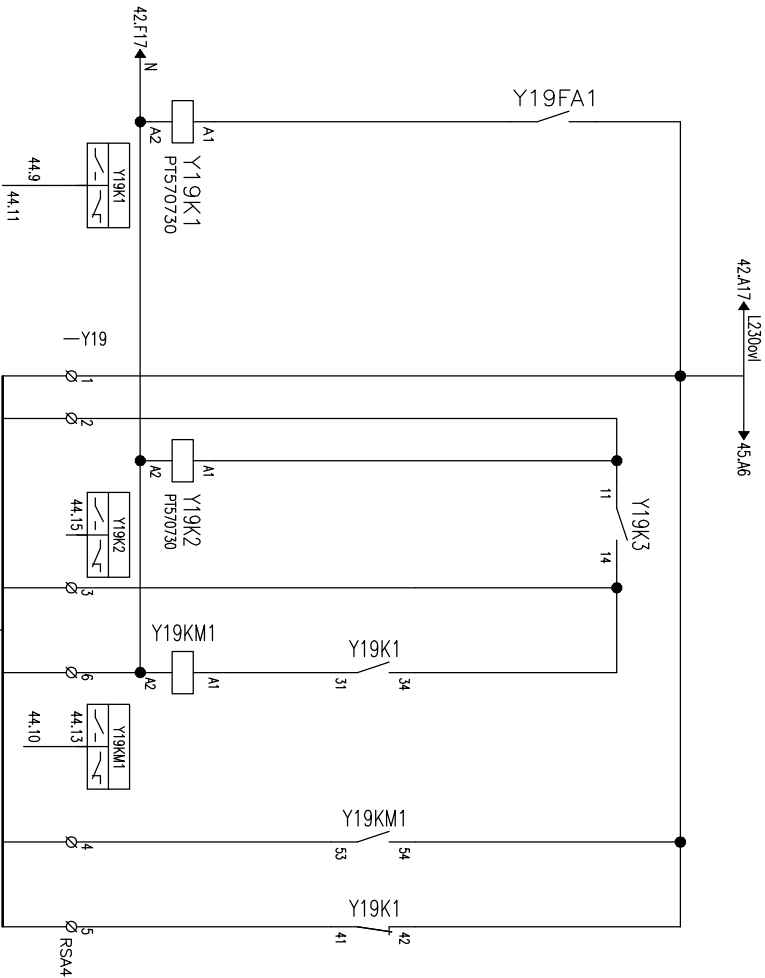 42.F17
N
Y19FA1
A1
A2
Y19K1
PT570730
Y19K1
44.9
44.11
42.A17
L230ovl
45.A6
—Y19
1
2
A1
A2
Y19K2
PT570730
Y19K2
44.15
11
Y19K3
14
3
Y19KM1
A1
A2
6
Y19K1
31
34
Y19KM1
44.13
44.10
Y19KM1
53
54
4
Y19K1
41
42
5
RSA4